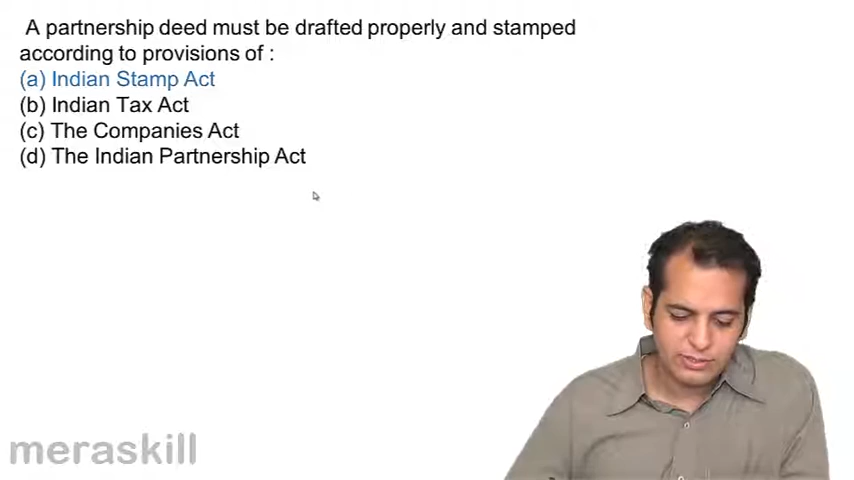 A partnership deed must be drafted properly and stamped
according to provisions of :
(a) Indian Stamp Act
(b) Indian Tax Act
(c) The Companies Act
(d) The Indian Partnership Act
meraskill